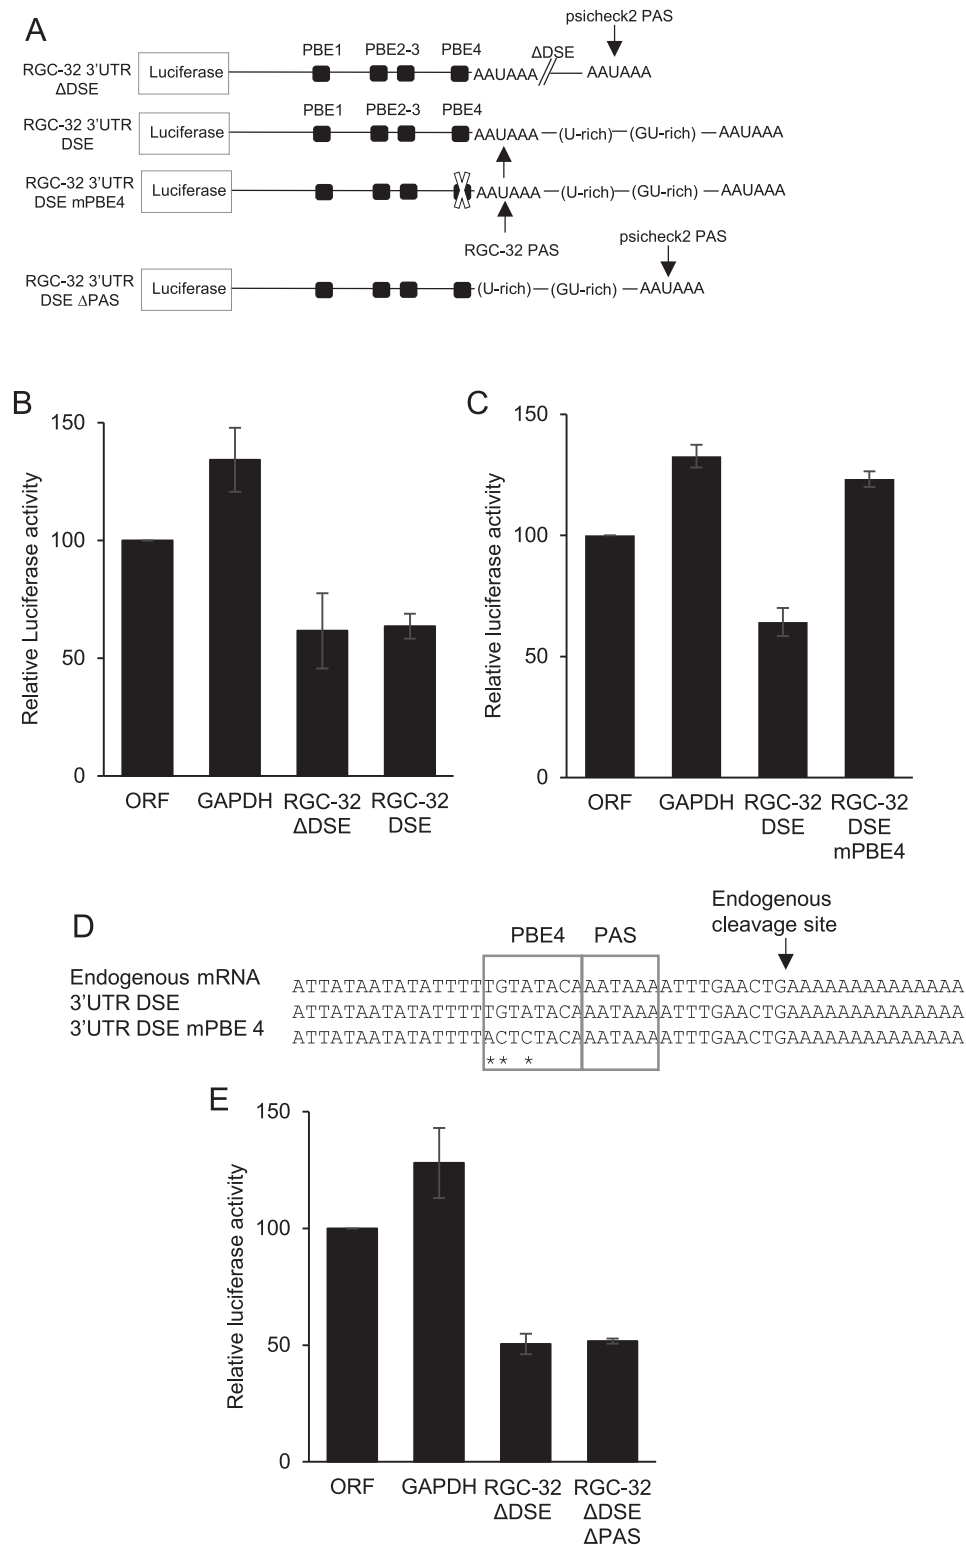 A
psicheck2 PAS
RGC-32 3'UTR
ΔDSE
Luciferase
PBE1 PBE2-3 PBE4
AAUAAA
ΔDSE
AAUAAA
RGC-32 3'UTR
DSE
Luciferase
PBE1 PBE2-3 PBE4
AAUAAA (U-rich) (GU-rich) AAUAAA
RGC-32 3'UTR
DSE mPBE4
Luciferase
AAUAAA (U-rich) (GU-rich) AAUAAA
RGC-32 PAS
psicheck2 PAS
RGC-32 3'UTR
DSE ΔPAS
Luciferase
(U-rich) (GU-rich) AAUAAA
B
Relative Luciferase activity
150
100
50
0
ORF GAPDH RGC-32 ΔDSE RGC-32 DSE
C
Relative luciferase activity
150
100
50
0
ORF GAPDH RGC-32 DSE RGC-32 DSE mPBE4
D
Endogenous
cleavage site
PBE4 PAS
Endogenous mRNA ATTATAATATATTTTTGTATACAAATAAAATTTGAACTGAAAAAAAAAAAAAA
3'UTR DSE ATTATAATATATTTTTGTATACAAATAAAATTTGAACTGAAAAAAAAAAAAAA
3'UTR DSE mPBE 4 ATTATAATATATTTTACTCTACAAATAAAATTTGAACTGAAAAAAAAAAAAAA
** *
E
Relative luciferase activity
150
100
50
0
ORF GAPDH RGC-32 ΔDSE RGC-32 ΔDSE ΔPAS